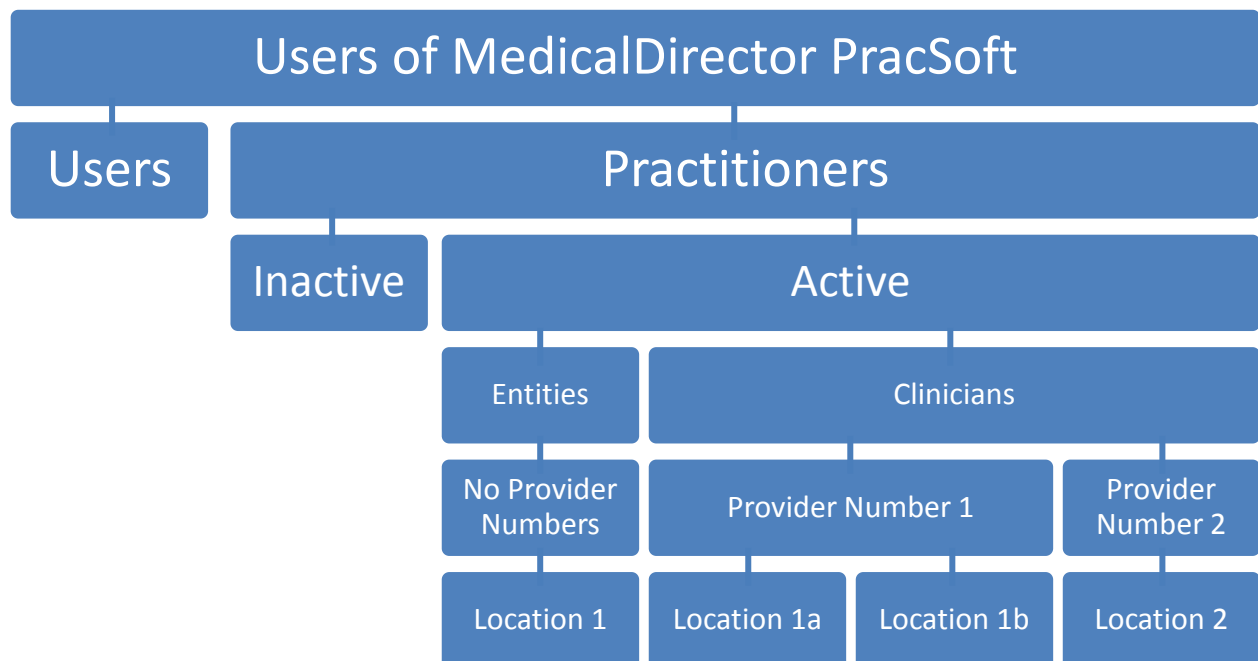 Users of MedicalDirector PracSoft
Users
Practitioners
Inactive
Active
Entities
Clinicians
No Provider
Numbers
Provider Number 1
Provider
Number 2
Location 1
Location 1a
Location 1b
Location 2